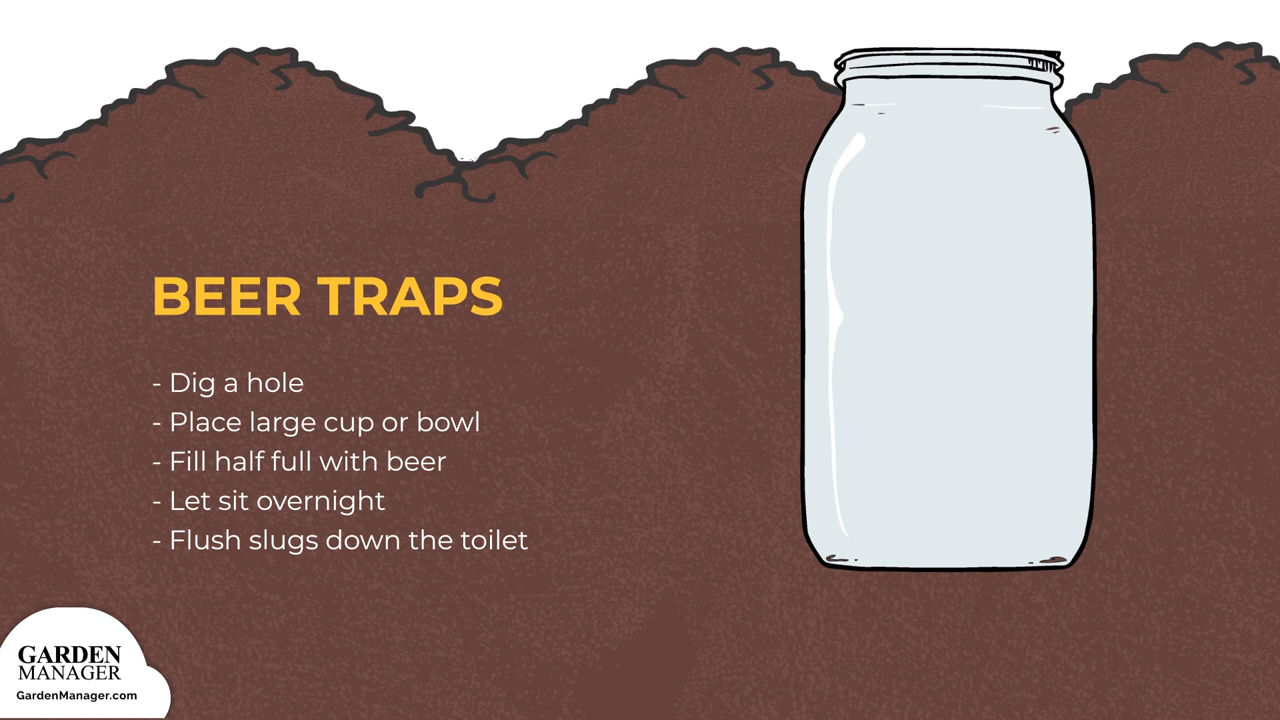 BEER TRAPS
- Dig a hole
- Place large cup or bowl
- Fill half full with beer
- Let sit overnight
- Flush slugs down the toilet
GARDEN
MANAGER
GardenManager.com